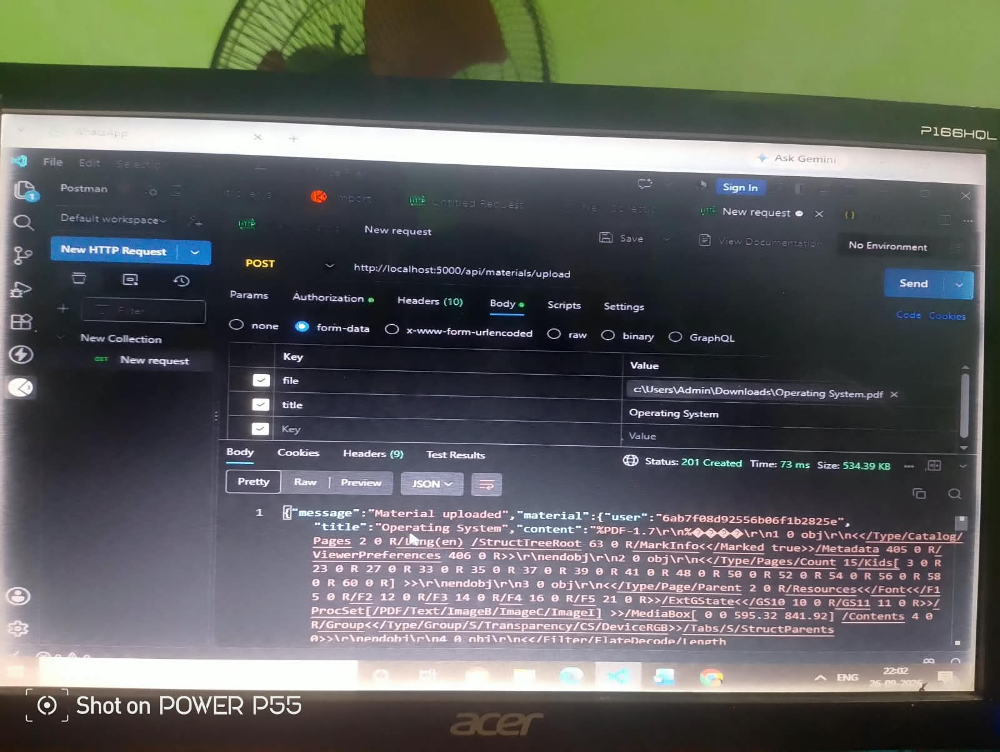 P166HQL
WhatsApp
Ask Gemini
File Edit Selectio
Sign In
Postman
Import
HTTP Untitled Request
New Collection
HTTP New request
Default workspace
HTTP
New request
Save
View Documentation
No Environment
New HTTP Request
POST
http://localhost:5000/api/materials/upload
Send
Params Authorization Headers (10) Body Scripts Settings
Code Cookies
Filter
none form-data x-www-form-urlencoded raw binary GraphQL
New Collection
GET New request
Key Value
file c:\Users\Admin\Downloads\Operating System.pdf
title Operating System
Key Value
Body Cookies Headers (9) Test Results
Status: 201 Created Time: 73 ms Size: 534.39 KB
Pretty Raw Preview JSON
1 {"message":"Material uploaded","material":{"user":"6ab7f08d92556b06f1b2825e",
"title":"Operating System","content":"%PDF-1.7\r\n%����\r\n1 0 obj\r\n<</Type/Catalog/
Pages 2 0 R/Lang(en) /StructTreeRoot 63 0 R/MarkInfo<</Marked true>>/Metadata 405 0 R/
ViewerPreferences 406 0 R>>\r\nendobj\r\n2 0 obj\r\n<</Type/Pages/Count 15/Kids[ 3 0 R
23 0 R 27 0 R 33 0 R 35 0 R 37 0 R 39 0 R 41 0 R 48 0 R 50 0 R 52 0 R 54 0 R 56 0 R 58
0 R 60 0 R] >>\r\nendobj\r\n3 0 obj\r\n<</Type/Page/Parent 2 0 R/Resources<</Font<</F1
5 0 R/F2 12 0 R/F3 14 0 R/F4 16 0 R/F5 21 0 R>>/ExtGState<</GS10 10 0 R/GS11 11 0 R>>/
ProcSet[/PDF/Text/ImageB/ImageC/ImageI] >>/MediaBox[ 0 0 595.32 841.92] /Contents 4 0
R/Group<</Type/Group/S/Transparency/CS/DeviceRGB>>/Tabs/S/StructParents
0>>\r\nendobj\r\n4 0 obj\r\n<</Filter/FlateDecode/Length
ENG
22:02
26-09-2026
Shot on POWER P55
acer